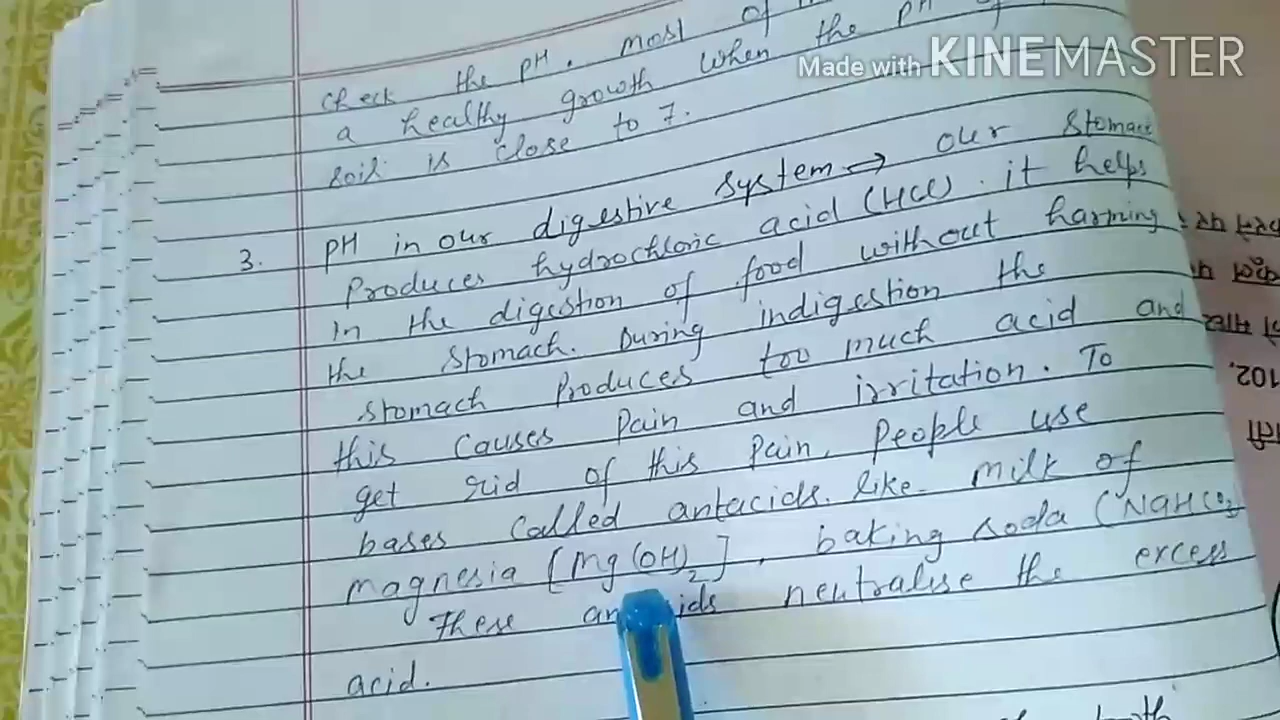 check the pH. most of
a healthy growth when the pH
soil is close to 7.
3. pH in our digestive system → our stomac
produces hydrochloric acid (HCl). it helps
in the digestion of food without harming
the stomach. During indigestion the
stomach produces too much acid and
this causes pain and irritation. To
get rid of this pain, people use
bases called antacids. like - milk of
magnesia [Mg(OH)2], baking soda (NaHCO3
These neutralise the excess
acid.
Made with KINEMASTER
102.